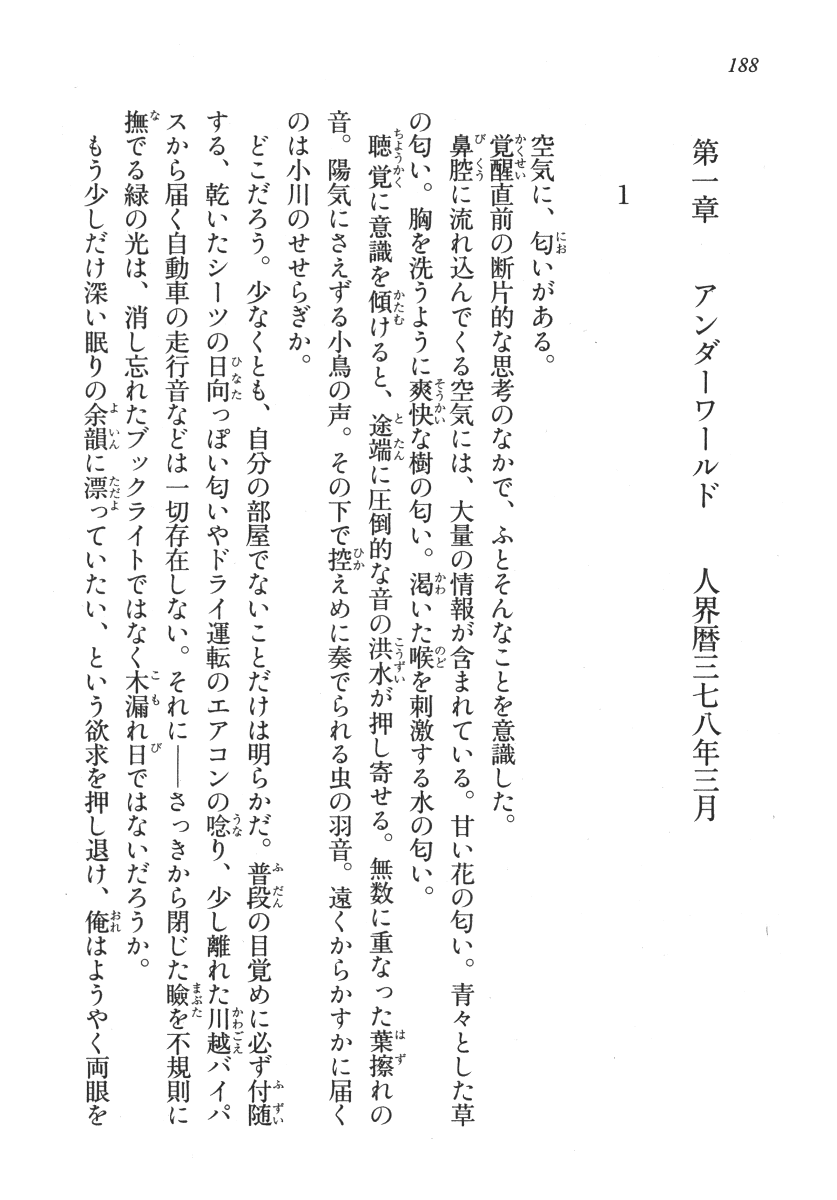 188
第一章　アンダーワールド　人界暦三七八年三月
1
空気に、匂いがある。
覚醒直前の断片的な思考のなかで、ふとそんなことを意識した。
鼻腔に流れ込んでくる空気には、大量の情報が含まれている。甘い花の匂い。青々とした草
の匂い。胸を洗うように爽快な樹の匂い。渇いた喉を刺激する水の匂い。
聴覚に意識を傾けると、途端に圧倒的な音の洪水が押し寄せる。無数に重なった葉擦れの
音。陽気にさえずる小鳥の声。その下で控えめに奏でられる虫の羽音。遠くからかすかに届く
のは小川のせせらぎか。
どこだろう。少なくとも、自分の部屋でないことだけは明らかだ。普段の目覚めに必ず付随
する、乾いたシーツの日向っぽい匂いやドライ運転のエアコンの唸り、少し離れた川越バイパ
スから届く自動車の走行音などは一切存在しない。それに――さっきから閉じた瞼を不規則に
撫でる緑の光は、消し忘れたブックライトではなく木漏れ日ではないだろうか。
もう少しだけ深い眠りの余韻に漂っていたい、という欲求を押し退け、俺はようやく両眼を